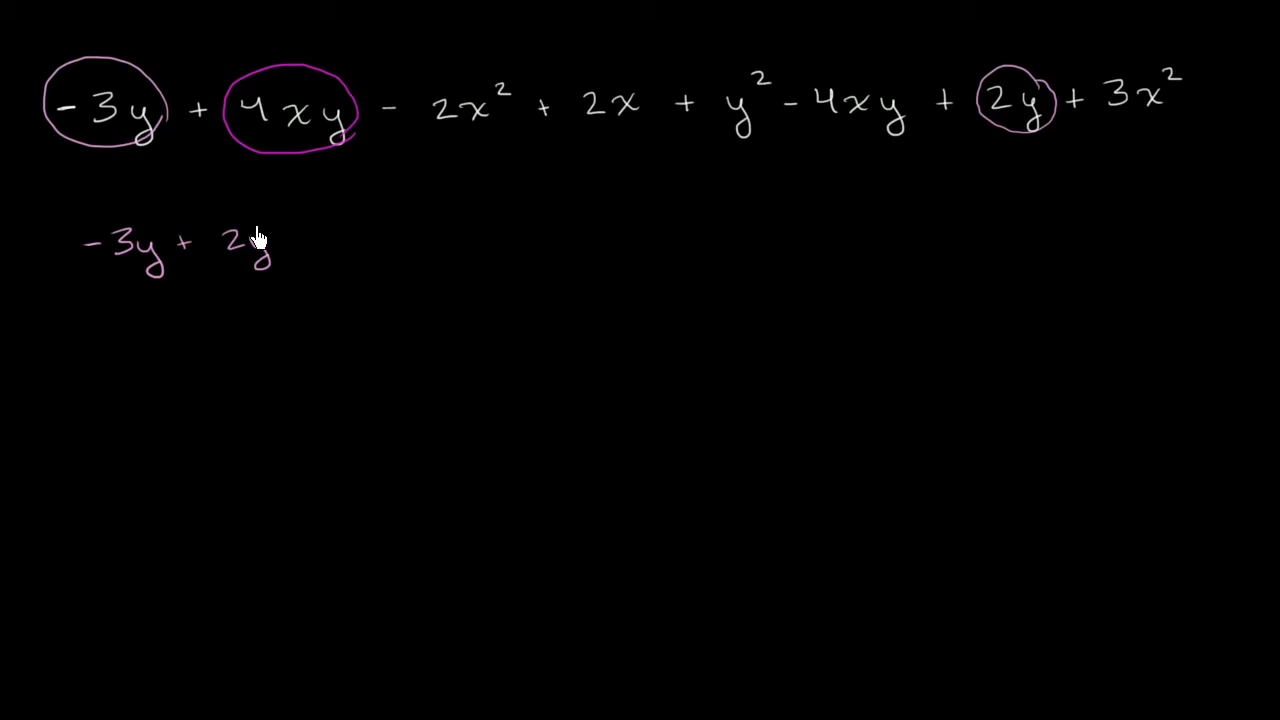 -3y + 4xy - 2x² + 2x + y² - 4xy + 2y + 3x²
-3y + 2y